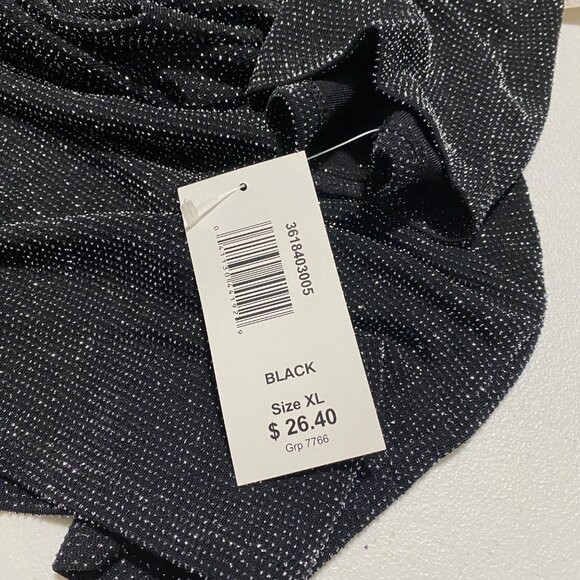 3618403005
BLACK
Size XL
$ 26.40
Grp 7766